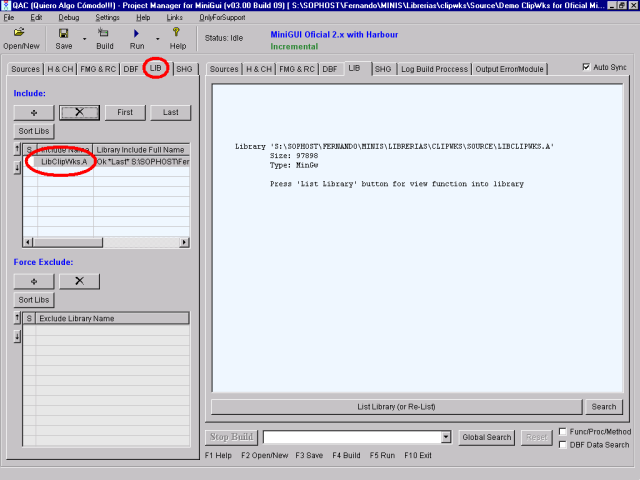 QAC (Quiero Algo Cómodo!!!) - Project Manager for MiniGui (v03.00 Build 09) [ S:\SOPHOST\Fernando\MINIS\Librerias\clipwks\Source\Demo ClipWks for Oficial Mi...
File Edit Debug Settings Help Links OnlyForSupport
Open/New Save Build Run Help
Status: Idle
MiniGUI Oficial 2.x with Harbour
Incremental
Sources H & CH FMG & RC DBF LIB SHG
Sources H & CH FMG & RC DBF LIB SHG Log Build Proccess Output Error/Module Auto Sync
Include:
First Last
Sort Libs
S Include Name Library Include Full Name
LibClipWks.A Ok *Last* S:\SOPHOST\Fer
Library 'S:\SOPHOST\FERNANDO\MINIS\LIBRERIAS\CLIPWKS\SOURCE\LIBCLIPWKS.A'
Size: 97898
Type: MinGw
Press 'List Library' button for view function into library
Force Exclude:
Sort Libs
S Exclude Library Name
List Library (or Re-List) Search
Stop Build Global Search Reset Func/Proc/Method
DBF Data Search
F1 Help F2 Open/New F3 Save F4 Build F5 Run F10 Exit